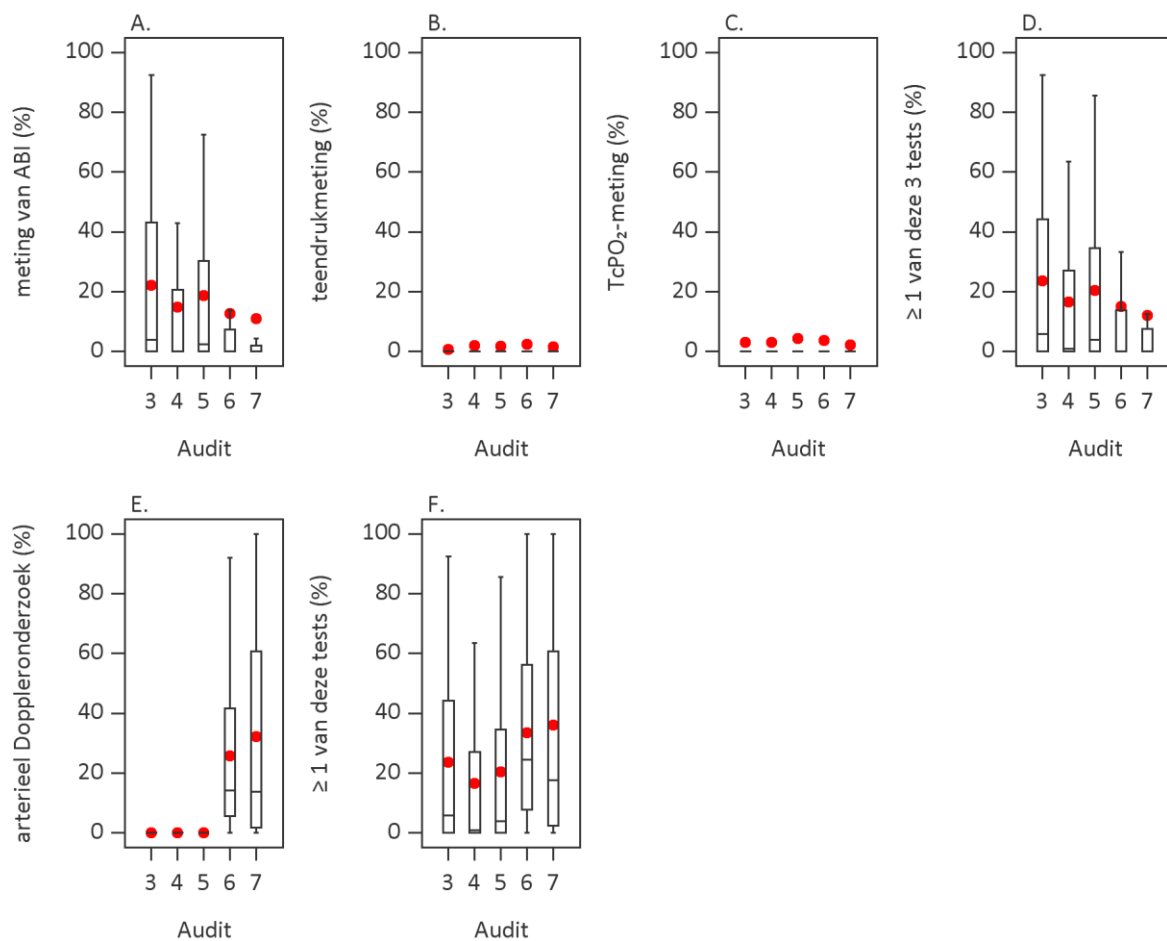 A.
meting van ABI (%)
100
80
60
40
20
0
3 4 5 6 7
Audit
B.
teendrukmeting (%)
100
80
60
40
20
0
3 4 5 6 7
Audit
C.
TcPO₂-meting (%)
100
80
60
40
20
0
3 4 5 6 7
Audit
D.
≥ 1 van deze 3 tests (%)
100
80
60
40
20
0
3 4 5 6 7
Audit
E.
arterieel Eoppleronderzoek (%)
100
80
60
40
20
0
3 4 5 6 7
Audit
F.
≥ 1 van deze tests (%)
100
80
60
40
20
0
3 4 5 6 7
Audit